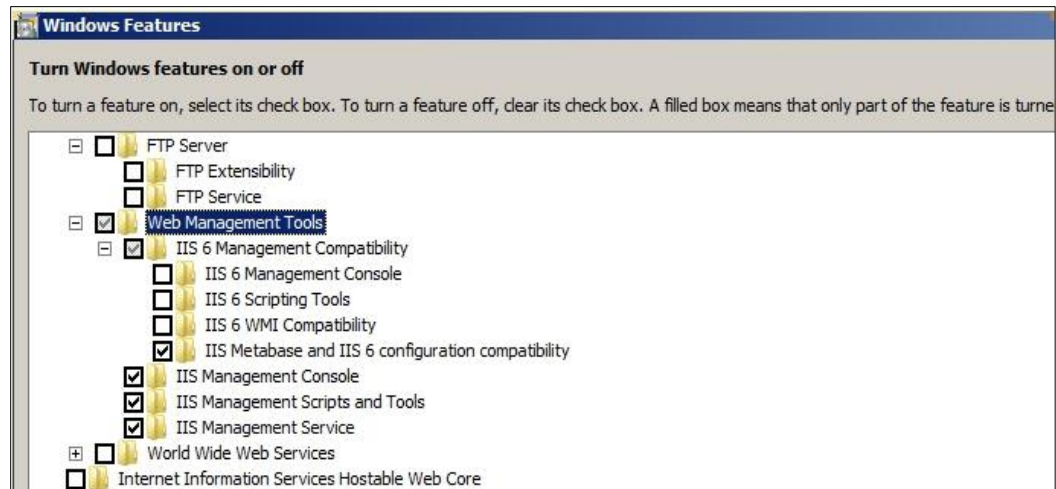 Windows Features
Turn Windows features on or off
To turn a feature on, select its check box. To turn a feature off, clear its check box. A filled box means that only part of the feature is turne
FTP Server
FTP Extensibility
FTP Service
Web Management Tools
IIS 6 Management Compatibility
IIS 6 Management Console
IIS 6 Scripting Tools
IIS 6 WMI Compatibility
IIS Metabase and IIS 6 configuration compatibility
IIS Management Console
IIS Management Scripts and Tools
IIS Management Service
World Wide Web Services
Internet Information Services Hostable Web Core